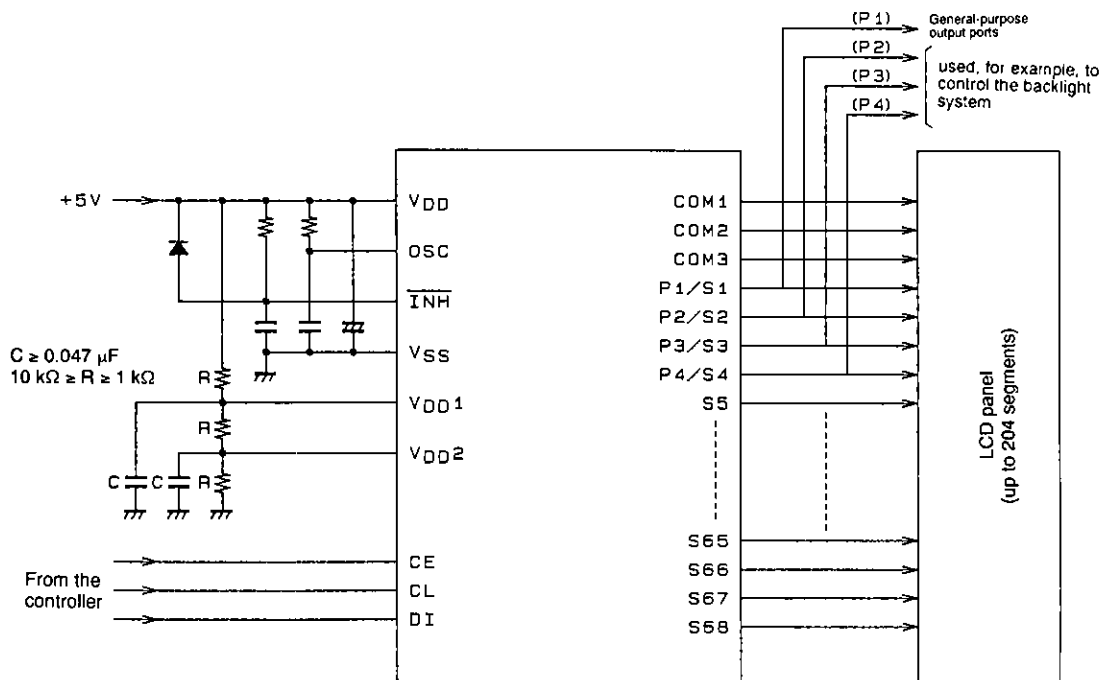 (P1)
General-purpose
output ports
(P2)
(P3)
(P4)
used, for example, to
control the backlight
system
+5V
VDD
OSC
INH
VSS
C ≥ 0.047 μF
10 kΩ ≥ R ≥ 1 kΩ
R
VDD1
R
VDD2
C
C
R
From the
controller
CE
CL
DI
COM1
COM2
COM3
P1/S1
P2/S2
P3/S3
P4/S4
S5
S65
S66
S67
S68
LCD panel
(up to 204 segments)